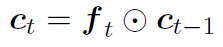 c_t = f_t ⊙ c_{t−1}